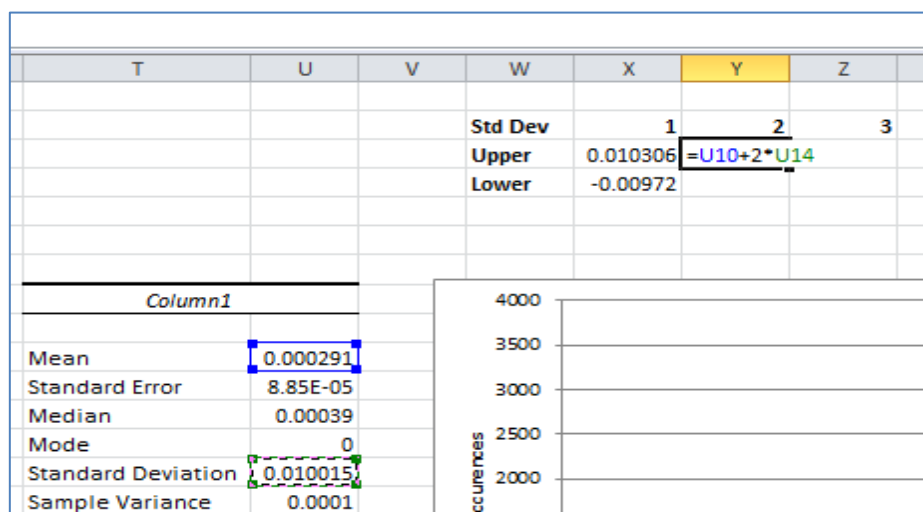 T U V W X Y Z
Std Dev 1 2 3
Upper 0.010306 =U10+2*U14
Lower -0.00972
Column1
Mean 0.000291
Standard Error 8.85E-05
Median 0.00039
Mode 0
Standard Deviation 0.010015
Sample Variance 0.0001
4000
3500
3000
2500
2000
ccurences